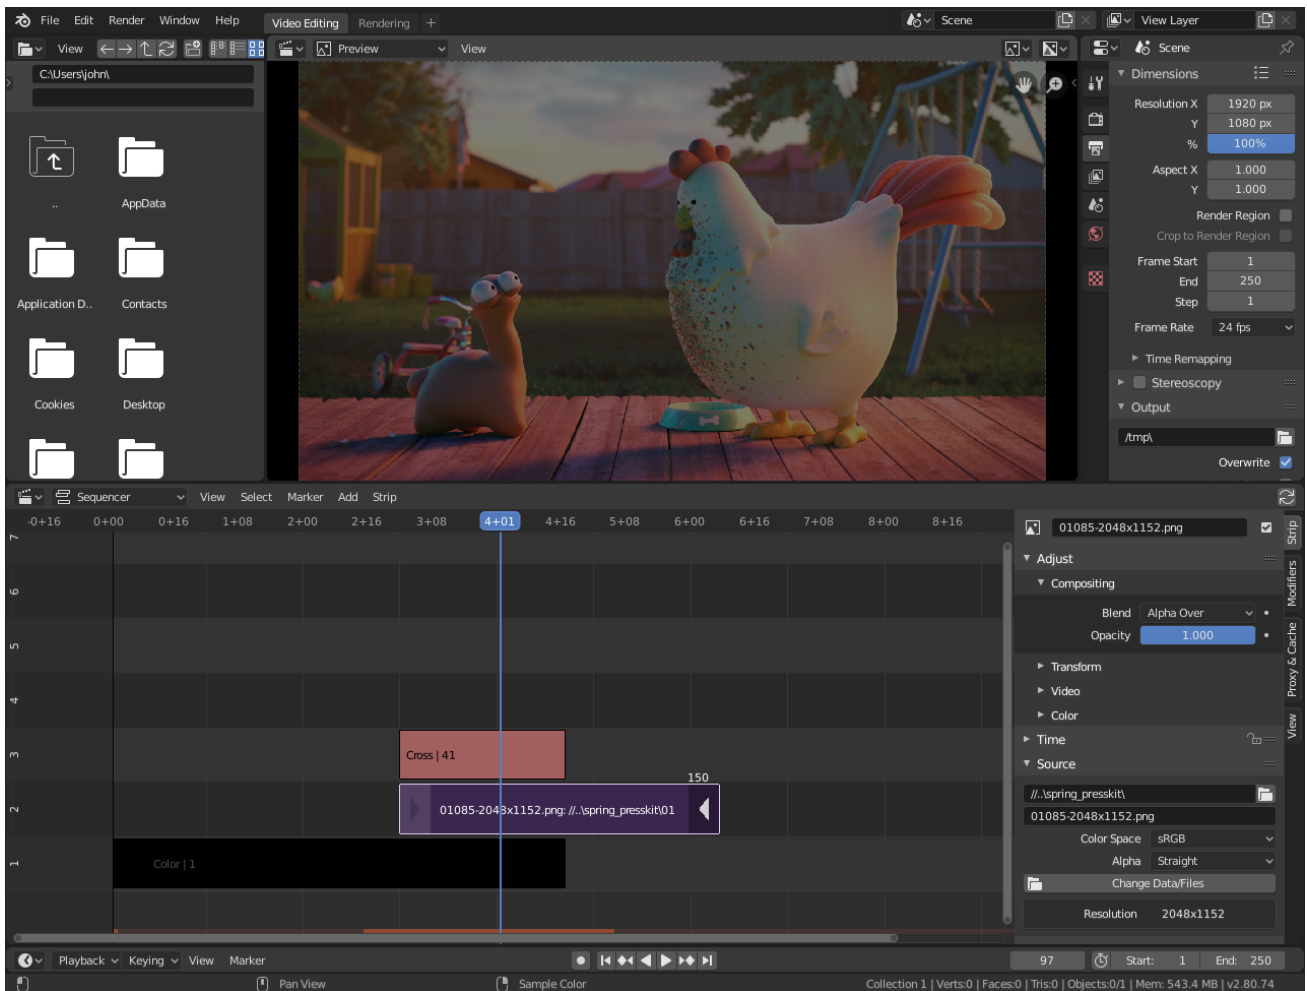 File Edit Render Window Help Video Editing Rendering + Scene View Layer
View Preview View Scene
C:\Users\john\
Dimensions
Resolution X 1920 px
Y 1080 px
% 100%
Aspect X 1.000
Y 1.000
Render Region
Crop to Render Region
Frame Start 1
End 250
Step 1
Frame Rate 24 fps
Time Remapping
Stereoscopy
Output
/tmp\
Overwrite
.. AppData
Application D.. Contacts
Cookies Desktop
Sequencer View Select Marker Add Strip
-0+16 0+00 0+16 1+08 2+00 2+16 3+08 4+01 4+16 5+08 6+00 6+16 7+08 8+00 8+16
7
6
5
4
3
2
1
Cross | 41
150
01085-2048x1152.png: //..\spring_presskit\01
Color | 1
01085-2048x1152.png
Adjust
Compositing
Blend Alpha Over
Opacity 1.000
Transform
Video
Color
Time
Source
//..\spring_presskit\
01085-2048x1152.png
Color Space sRGB
Alpha Straight
Change Data/Files
Resolution 2048x1152
Strip
Modifiers
Proxy & Cache
View
Playback Keying View Marker 97 Start: 1 End: 250
Pan View Sample Color Collection 1 | Verts:0 | Faces:0 | Tris:0 | Objects:0/1 | Mem: 543.4 MB | v2.80.74